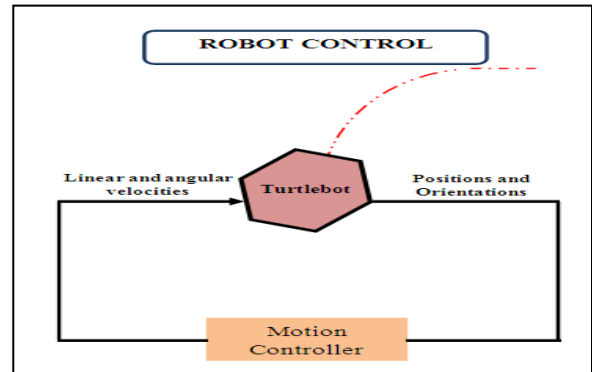 ROBOT CONTROL
Linear and angular
velocities
Turtlebot
Positions and
Orientations
Motion
Controller